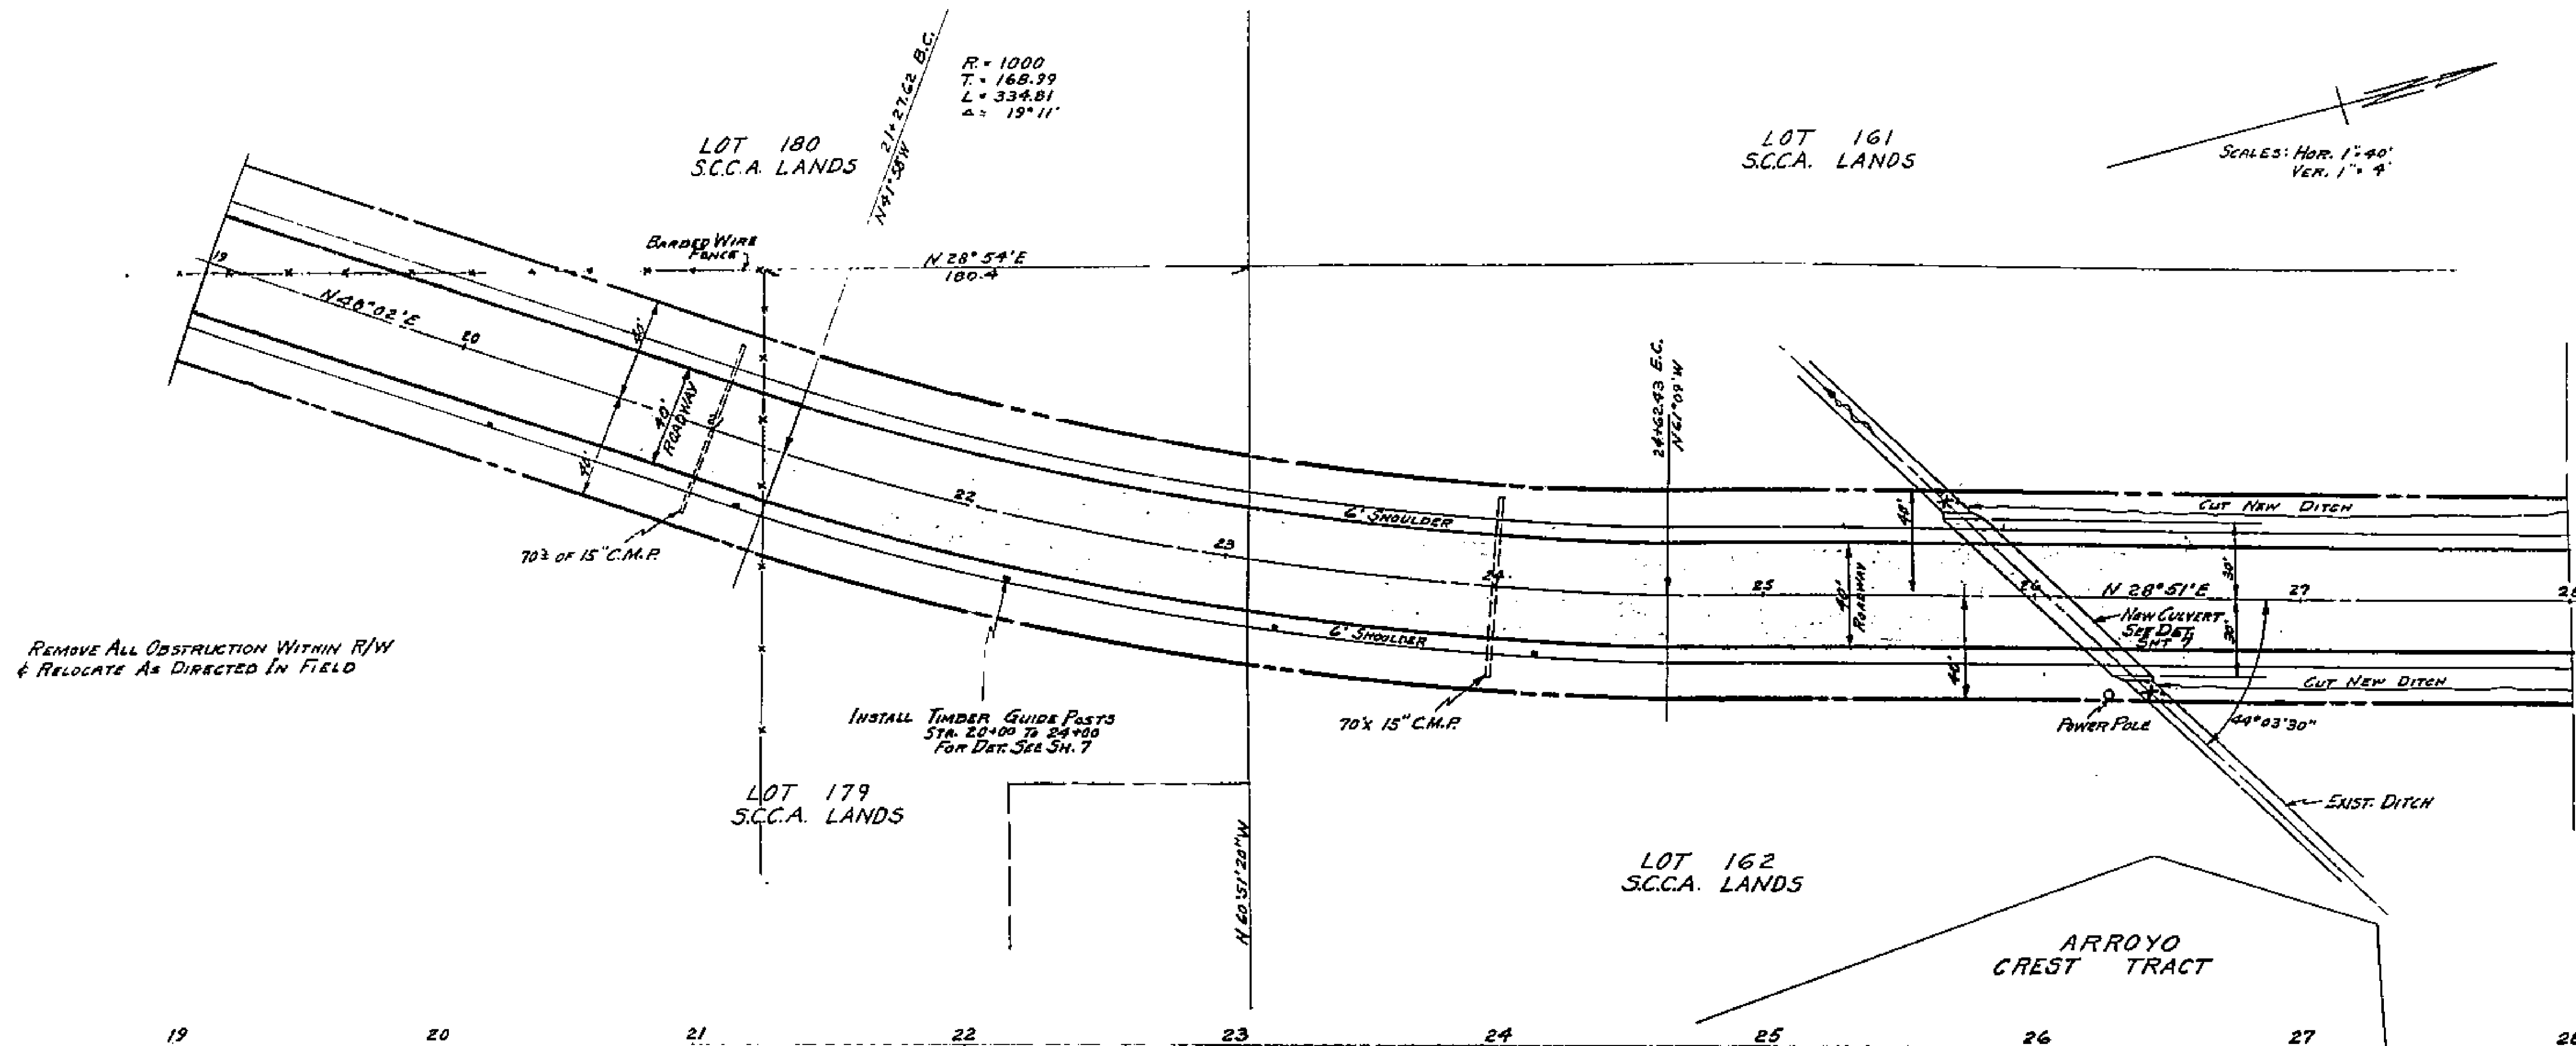 R = 1000
T. = 168.99
L = 334.81
Δ = 19°11'
21+27.62 B.C.
N41°58'W
LOT 180
S.C.C.A. LANDS
LOT 161
S.C.C.A. LANDS
SCALES: HOR. 1"=40'
VER. 1"= 4'
BARBED WIRE
FENCE
N 28°54'E
180.4
19
N48°02'E
20
40'
40'
ROADWAY
40'
22
23
24
25
26
27
28
6' SHOULDER
6' SHOULDER
24+62.43 E.C.
N61°09'W
40'
40'
ROADWAY
40'
CUT NEW DITCH
30'
30'
N 28°51'E
NEW CULVERT
SEE DET.
SHT 7
CUT NEW DITCH
POWER POLE
44°03'30"
70'± OF 15" C.M.P.
70' X 15" C.M.P.
REMOVE ALL OBSTRUCTION WITHIN R/W
& RELOCATE AS DIRECTED IN FIELD
INSTALL TIMBER GUIDE POSTS
STA. 20+00 TO 24+00
FOR DET. SEE SH. 7
LOT 179
S.C.C.A. LANDS
N 60°51'20"W
LOT 162
S.C.C.A. LANDS
EXIST. DITCH
ARROYO
CREST TRACT
19 20 21 22 23 24 25 26 27 28